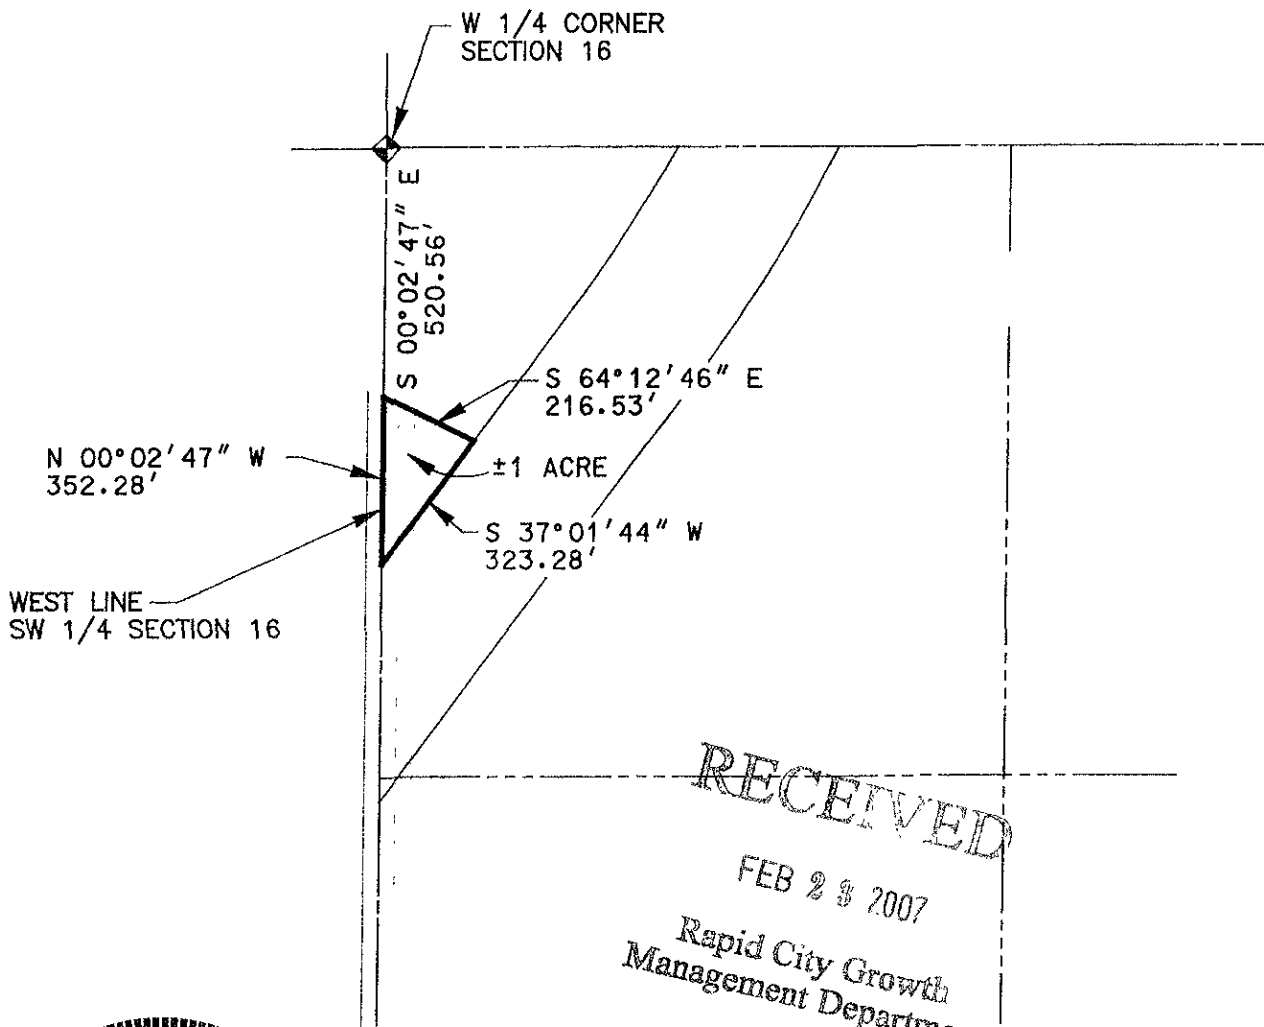 W 1/4 CORNER
SECTION 16
S 00°02'47" E
520.56'
S 64°12'46" E
216.53'
N 00°02'47" W
352.28'
±1 ACRE
S 37°01'44" W
323.28'
WEST LINE
SW 1/4 SECTION 16
RECEIVED
FEB 23 2007
Rapid City Growth
Management